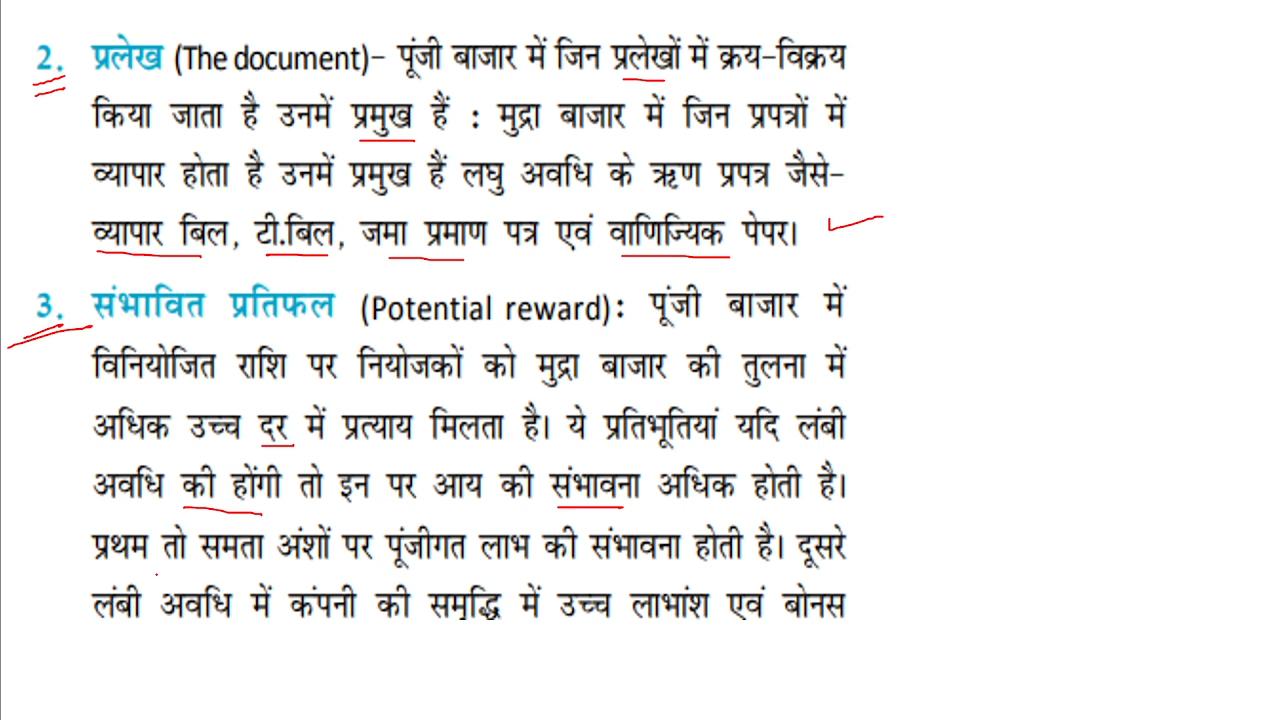 2. प्रलेख (The document)- पूंजी बाजार में जिन प्रलेखों में क्रय-विक्रय
किया जाता है उनमें प्रमुख हैं : मुद्रा बाजार में जिन प्रपत्रों में
व्यापार होता है उनमें प्रमुख हैं लघु अवधि के ऋण प्रपत्र जैसे-
व्यापार बिल, टी.बिल, जमा प्रमाण पत्र एवं वाणिज्यिक पेपर।
3. संभावित प्रतिफल (Potential reward): पूंजी बाजार में
विनियोजित राशि पर नियोजकों को मुद्रा बाजार की तुलना में
अधिक उच्च दर में प्रत्याय मिलता है। ये प्रतिभूतियां यदि लंबी
अवधि की होंगी तो इन पर आय की संभावना अधिक होती है।
प्रथम तो समता अंशों पर पूंजीगत लाभ की संभावना होती है। दूसरे
लंबी अवधि में कंपनी की समृद्धि में उच्च लाभांश एवं बोनस